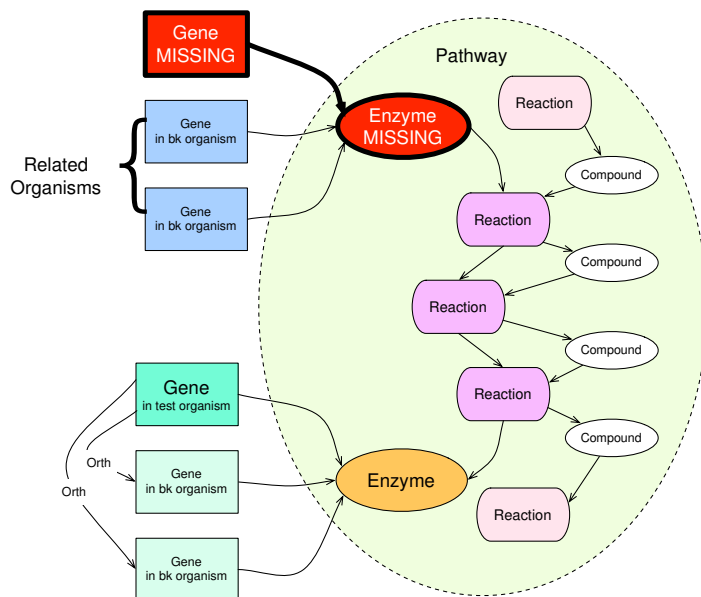 Gene
MISSING
Pathway
Reaction
Enzyme
MISSING
Gene
in bk organism
Related
Organisms
Compound
Gene
in bk organism
Reaction
Compound
Reaction
Compound
Gene
in test organism
Reaction
Compound
Orth
Gene
in bk organism
Enzyme
Orth
Reaction
Gene
in bk organism